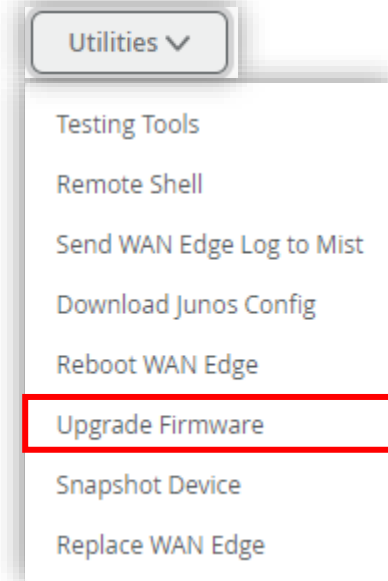 Utilities
Testing Tools
Remote Shell
Send WAN Edge Log to Mist
Download Junos Config
Reboot WAN Edge
Upgrade Firmware
Snapshot Device
Replace WAN Edge